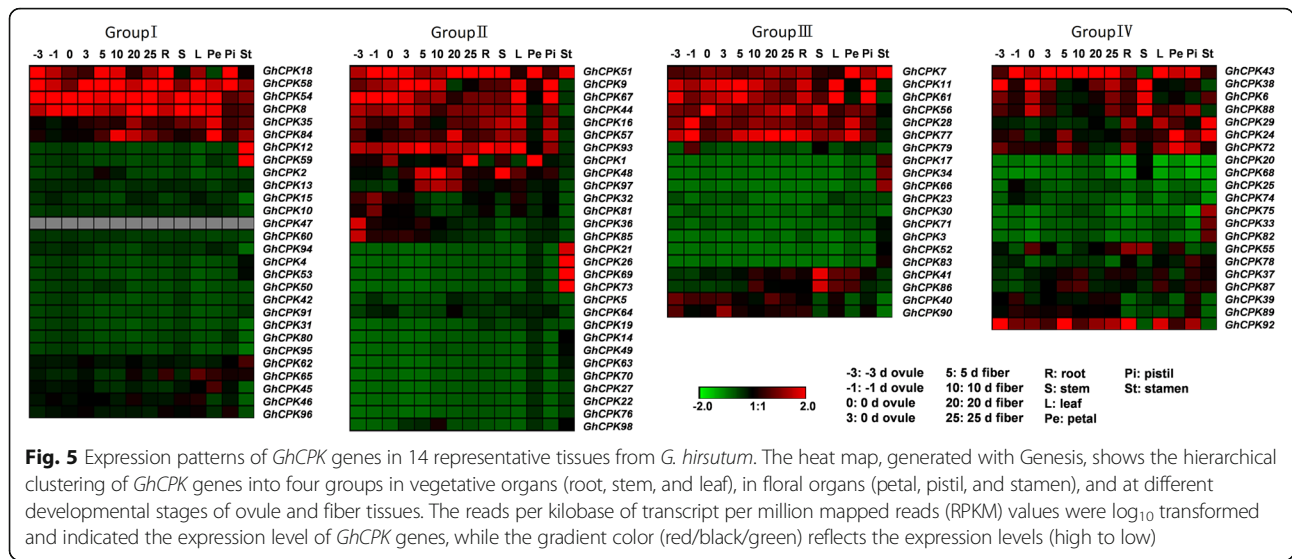 GroupⅠ
-3 -1 0 3 5 10 20 25 R S L Pe Pi St
GhCPK18
GhCPK58
GhCPK54
GhCPK8
GhCPK35
GhCPK84
GhCPK12
GhCPK59
GhCPK2
GhCPK13
GhCPK15
GhCPK10
GhCPK47
GhCPK60
GhCPK94
GhCPK4
GhCPK53
GhCPK50
GhCPK42
GhCPK91
GhCPK31
GhCPK80
GhCPK95
GhCPK62
GhCPK65
GhCPK45
GhCPK46
GhCPK96
GroupⅡ
-3 -1 0 3 5 10 20 25 R S L Pe Pi St
GhCPK51
GhCPK9
GhCPK67
GhCPK44
GhCPK16
GhCPK57
GhCPK93
GhCPK1
GhCPK48
GhCPK97
GhCPK32
GhCPK81
GhCPK36
GhCPK85
GhCPK21
GhCPK26
GhCPK69
GhCPK73
GhCPK5
GhCPK64
GhCPK19
GhCPK14
GhCPK49
GhCPK63
GhCPK70
GhCPK27
GhCPK22
GhCPK76
GhCPK98
GroupⅢ
-3 -1 0 3 5 10 20 25 R S L Pe Pi St
GhCPK7
GhCPK11
GhCPK61
GhCPK56
GhCPK28
GhCPK77
GhCPK79
GhCPK17
GhCPK34
GhCPK66
GhCPK23
GhCPK30
GhCPK71
GhCPK3
GhCPK52
GhCPK83
GhCPK41
GhCPK86
GhCPK40
GhCPK90
GroupⅣ
-3 -1 0 3 5 10 20 25 R S L Pe Pi St
GhCPK43
GhCPK38
GhCPK6
GhCPK88
GhCPK29
GhCPK24
GhCPK72
GhCPK20
GhCPK68
GhCPK25
GhCPK74
GhCPK75
GhCPK33
GhCPK82
GhCPK55
GhCPK78
GhCPK37
GhCPK87
GhCPK39
GhCPK89
GhCPK92
-2.0 1:1 2.0
-3: -3 d ovule 5: 5 d fiber R: root Pi: pistil
-1: -1 d ovule 10: 10 d fiber S: stem St: stamen
0: 0 d ovule 20: 20 d fiber L: leaf
3: 0 d ovule 25: 25 d fiber Pe: petal
Fig. 5 Expression patterns of GhCPK genes in 14 representative tissues from G. hirsutum. The heat map, generated with Genesis, shows the hierarchical
clustering of GhCPK genes into four groups in vegetative organs (root, stem, and leaf), in floral organs (petal, pistil, and stamen), and at different
developmental stages of ovule and fiber tissues. The reads per kilobase of transcript per million mapped reads (RPKM) values were log₁₀ transformed
and indicated the expression level of GhCPK genes, while the gradient color (red/black/green) reflects the expression levels (high to low)